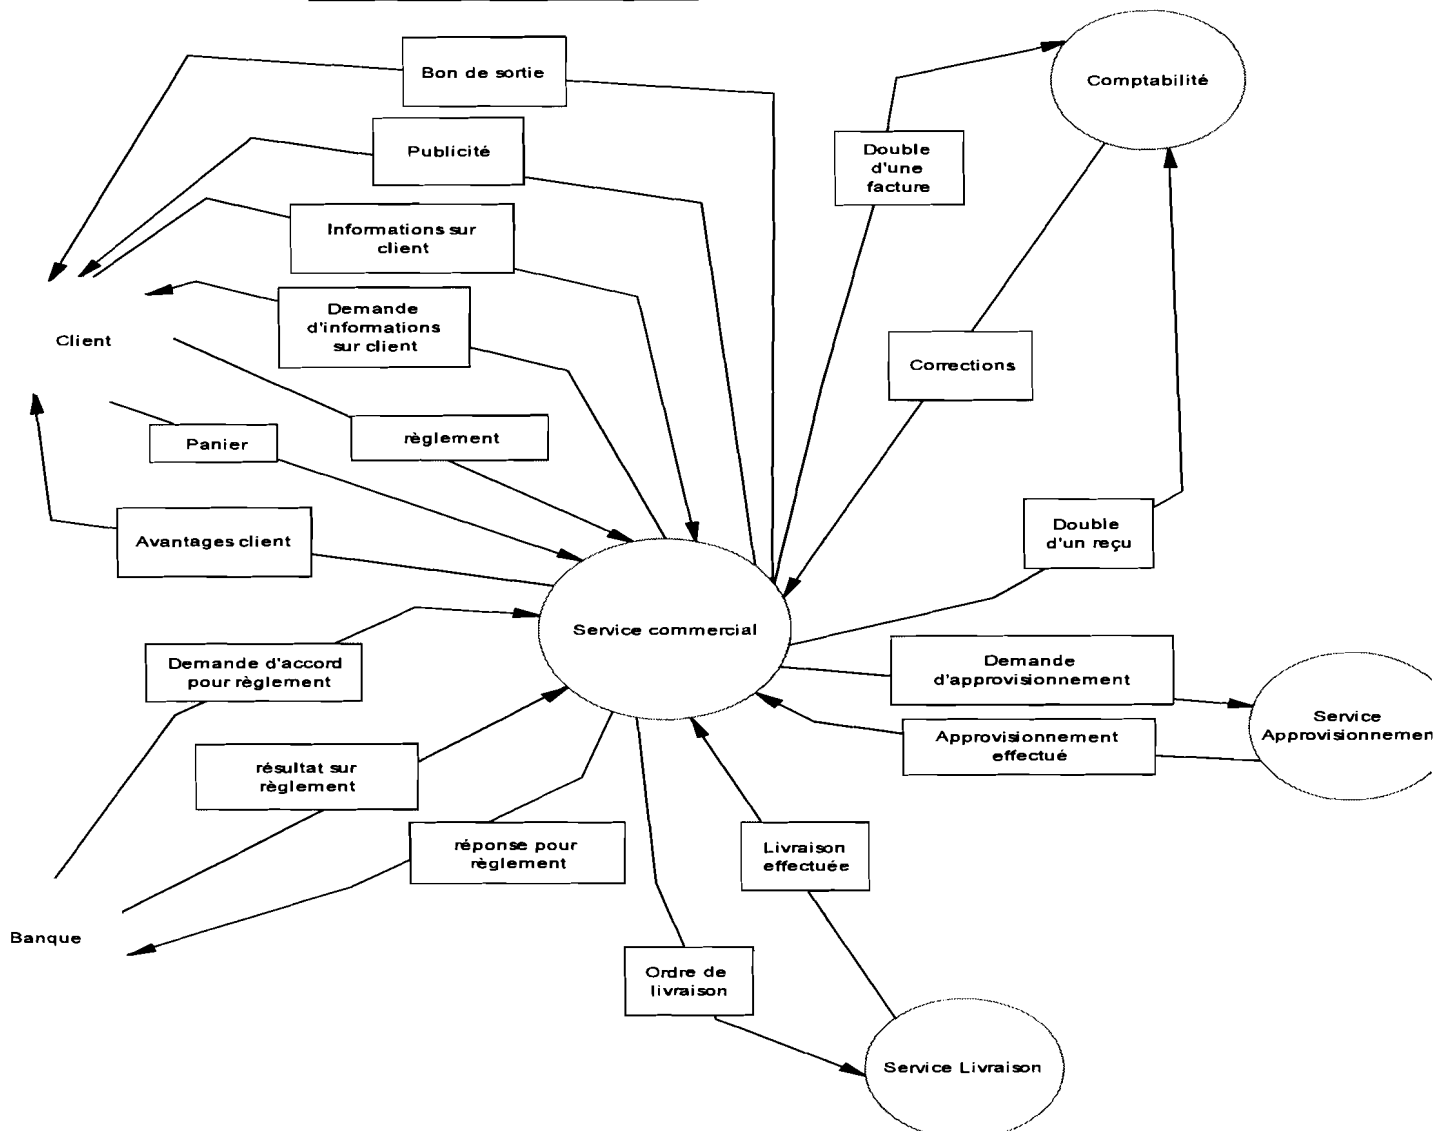 Bon de sortie
Comptabilité
Publicité
Double
d'une
facture
Informations sur
client
Demande
d'informations
sur client
Client
Corrections
Panier
règlement
Avantages client
Double
d'un reçu
Service commercial
Demande d'accord
pour règlement
Demande
d'approvisionnement
Service
Approvisionnemen
Approvisionnement
effectué
résultat sur
règlement
réponse pour
règlement
Livraison
effectuée
Banque
Ordre de
livraison
Service Livraison